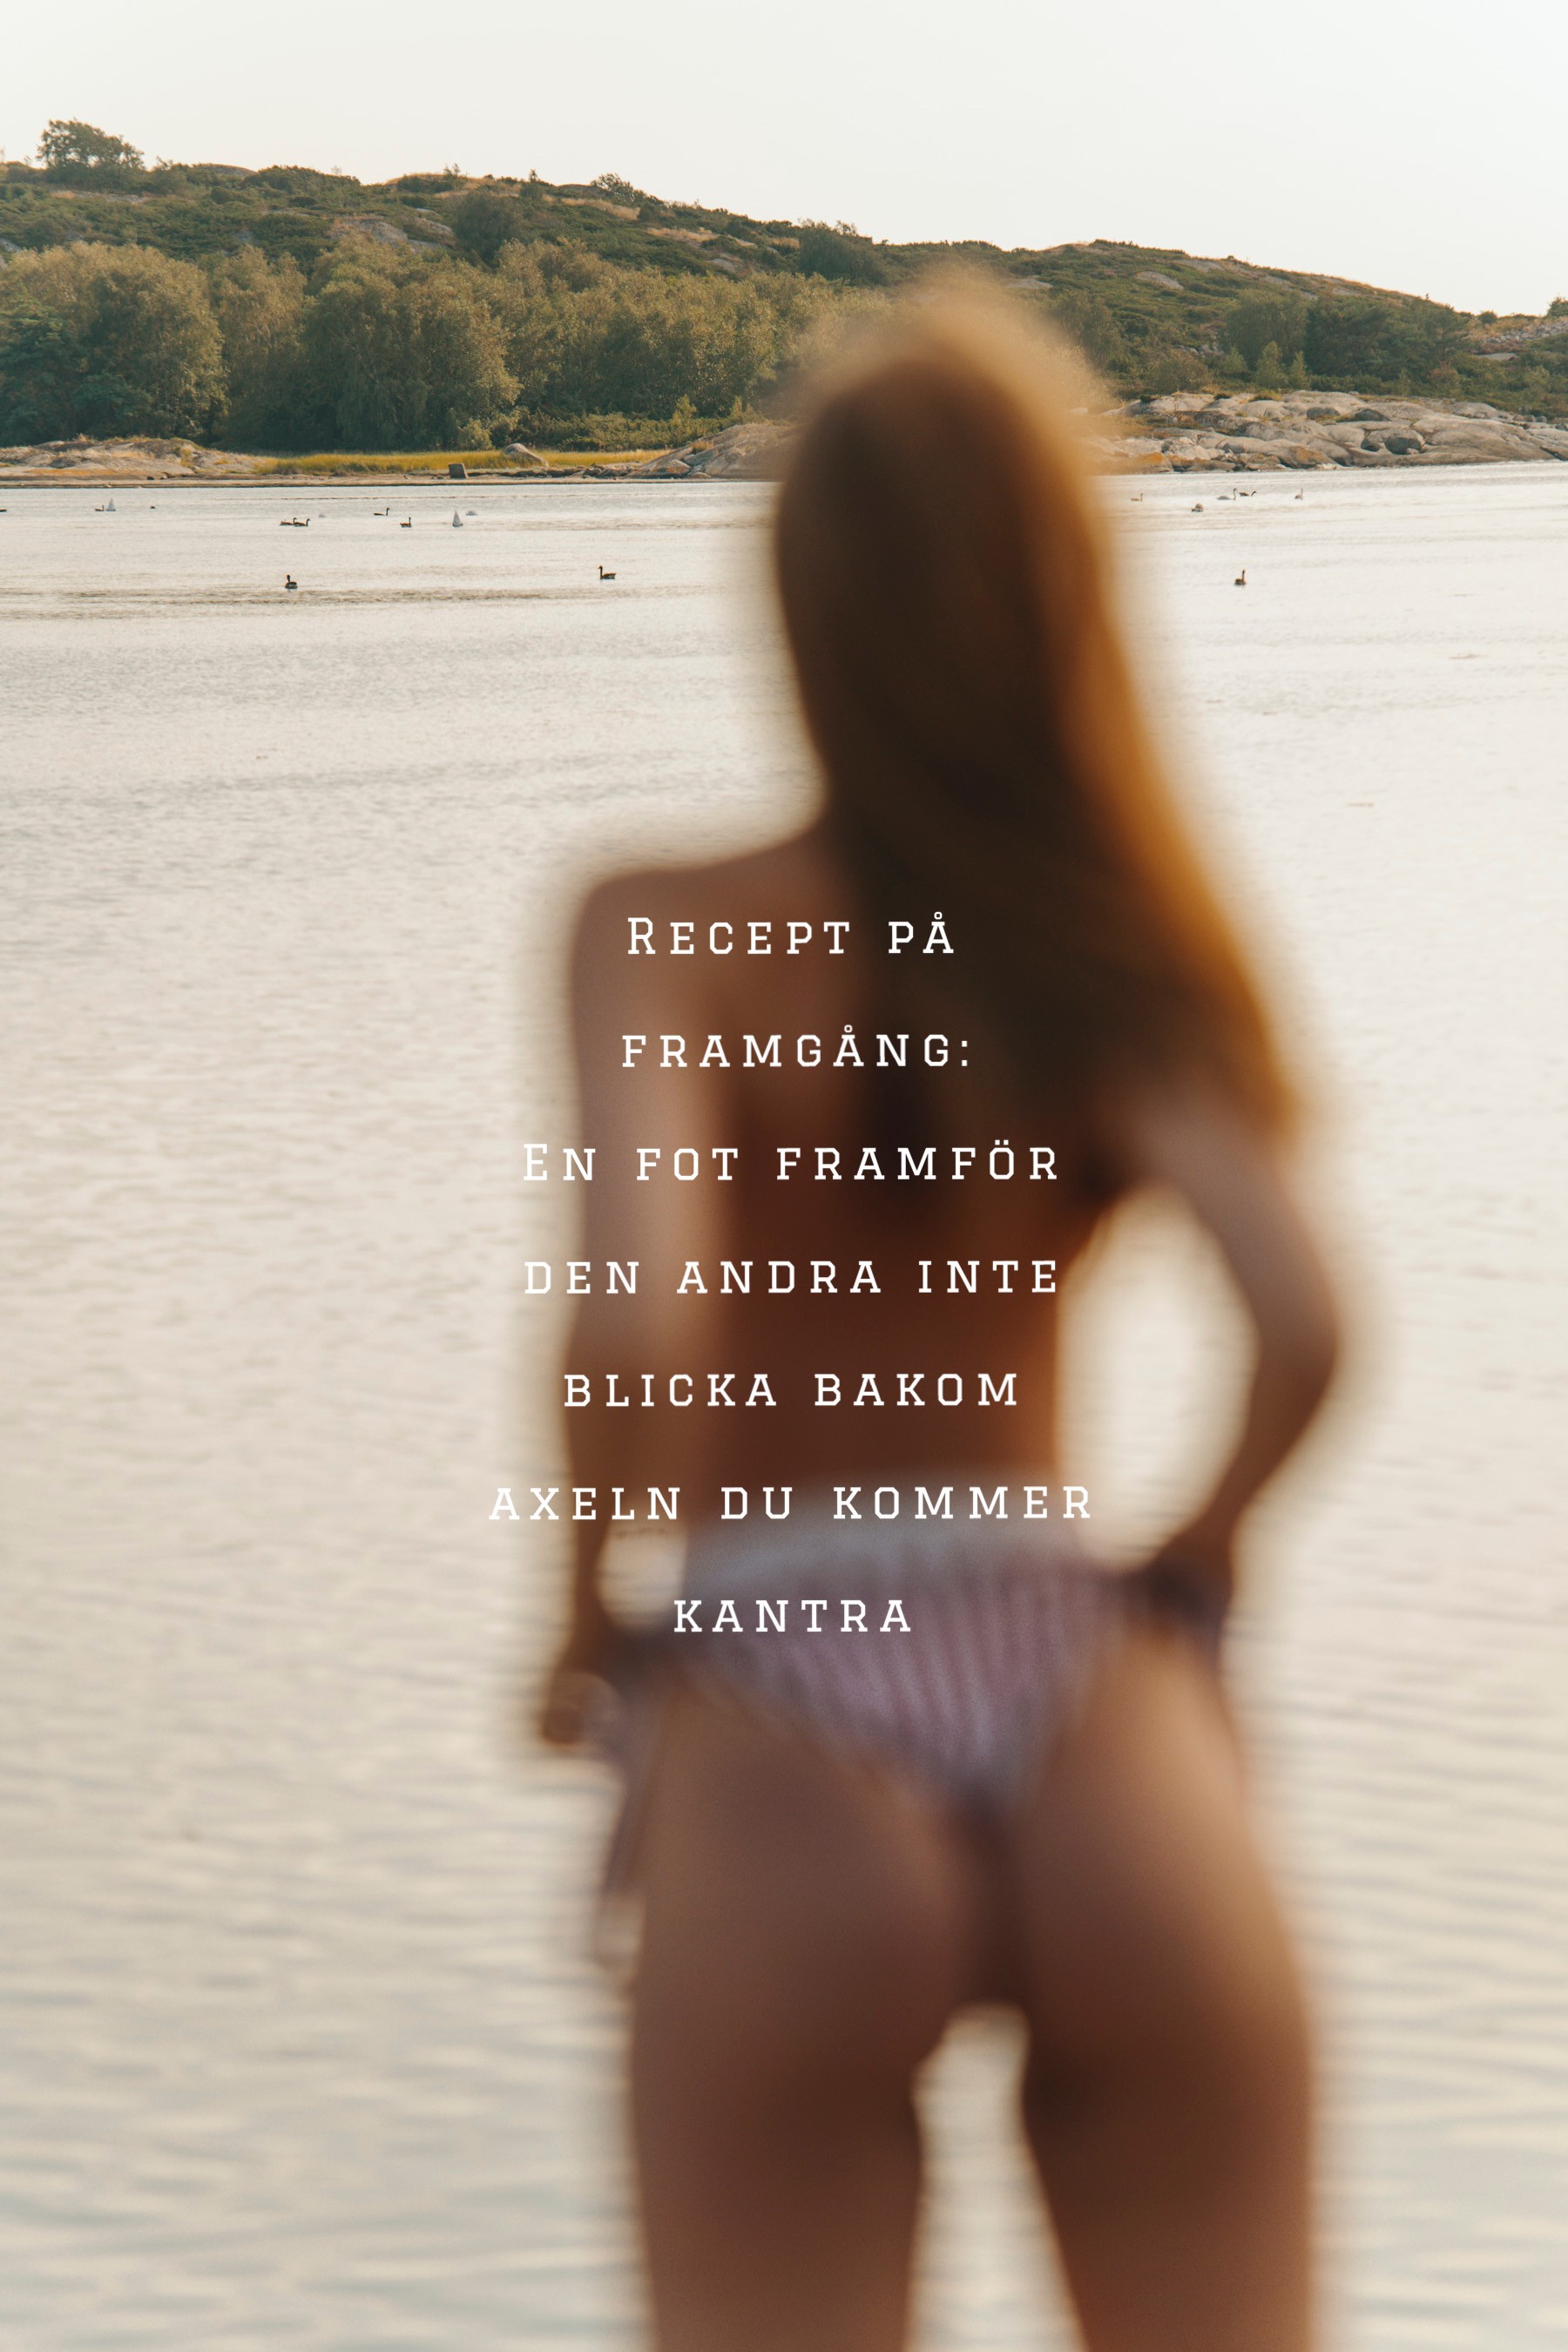 Recept på
framgång:
En fot framför
den andra inte
blicka bakom
axeln du kommer
kantra